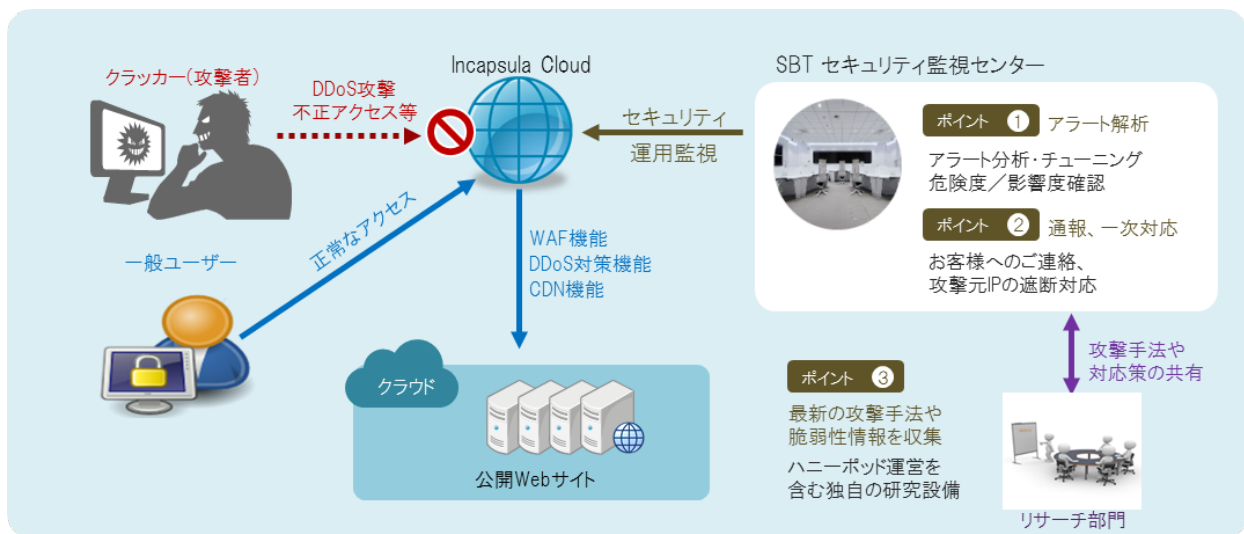 クラッカー(攻撃者)
DDoS攻撃
不正アクセス等
Incapsula Cloud
SBT セキュリティ監視センター
セキュリティ
運用監視
ポイント 1 アラート解析
アラート分析・チューニング
危険度／影響度確認
ポイント 2 通報、一次対応
お客様へのご連絡、
攻撃元IPの遮断対応
一般ユーザー
正常なアクセス
WAF機能
DDoS対策機能
CDN機能
クラウド
公開Webサイト
ポイント 3
最新の攻撃手法や
脆弱性情報を収集
ハニーポッド運営を
含む独自の研究設備
攻撃手法や
対応策の共有
リサーチ部門